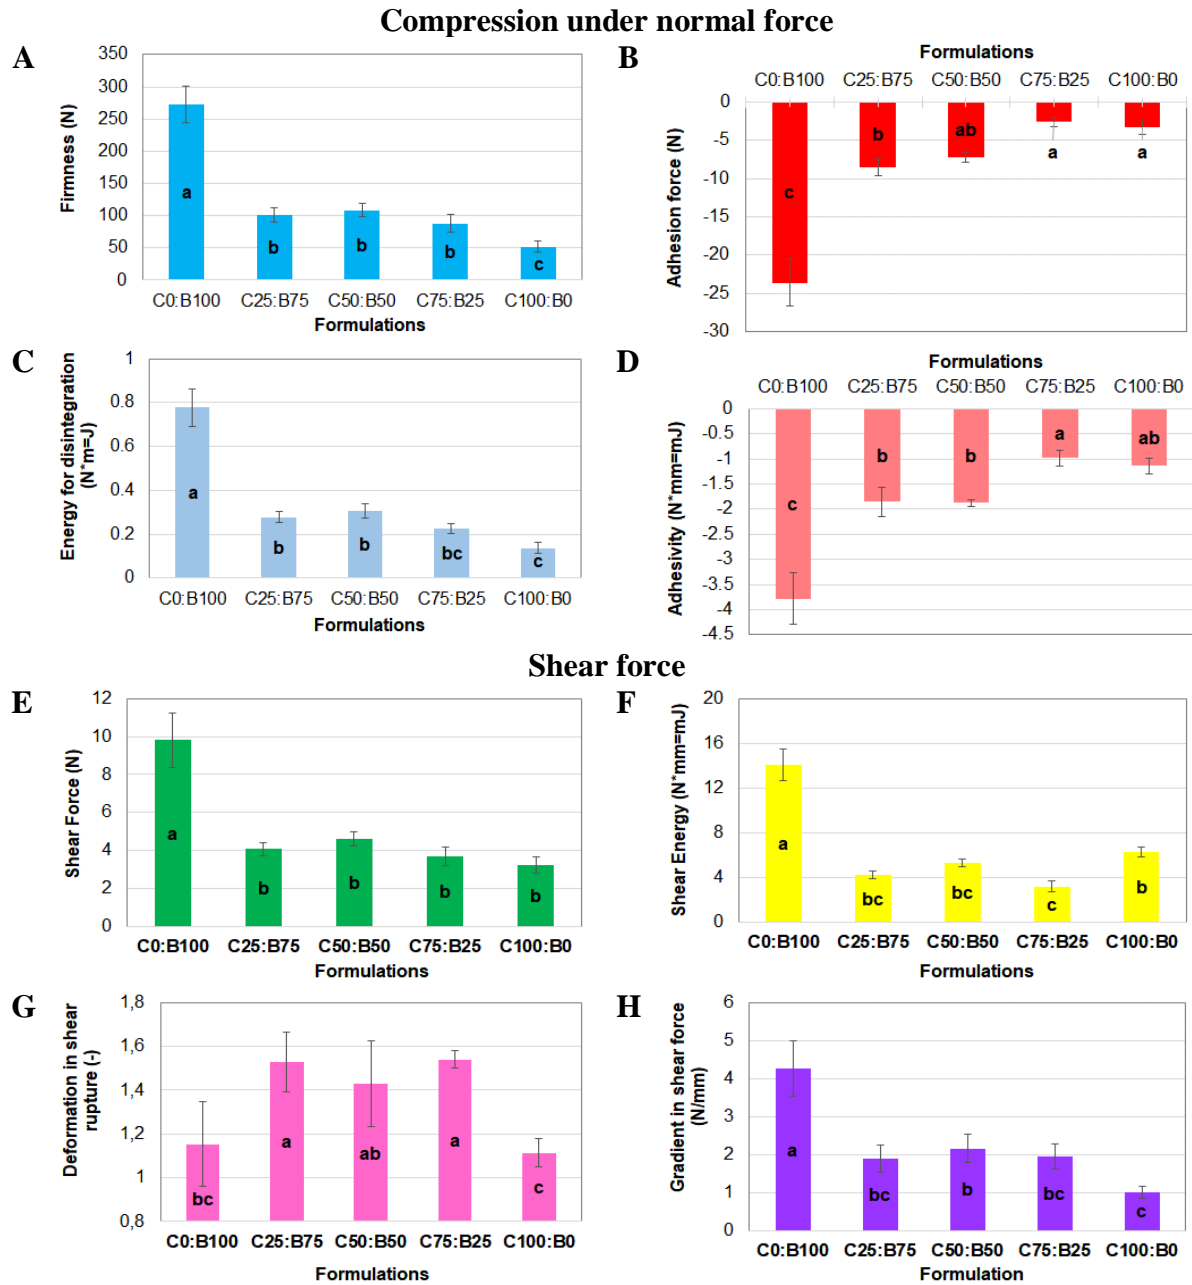 Compression under normal force
A
350
300
250
200
150
100
50
0
Firmness (N)
a
b
b
b
c
C0:B100 C25:B75 C50:B50 C75:B25 C100:B0
Formulations
B
Formulations
C0:B100 C25:B75 C50:B50 C75:B25 C100:B0
0
-5
-10
-15
-20
-25
-30
Adhesion force (N)
c
b
ab
a
a
C
1
0.8
0.6
0.4
0.2
0
Energy for disintegration
(N*m=J)
a
b
b
bc
c
C0:B100 C25:B75 C50:B50 C75:B25 C100:B0
Formulations
D
Formulations
C0:B100 C25:B75 C50:B50 C75:B25 C100:B0
0
-0.5
-1
-1.5
-2
-2.5
-3
-3.5
-4
-4.5
Adhesivity (N*mm=mJ)
c
b
b
a
ab
Shear force
E
12
10
8
6
4
2
0
Shear Force (N)
a
b
b
b
b
C0:B100 C25:B75 C50:B50 C75:B25 C100:B0
Formulations
F
20
16
12
8
4
0
Shear Energy (N*mm=mJ)
a
bc
bc
c
b
C0:B100 C25:B75 C50:B50 C75:B25 C100:B0
Formulations
G
1,8
1,6
1,4
1,2
1
0,8
Deformation in shear
rupture (-)
bc
a
ab
a
c
C0:B100 C25:B75 C50:B50 C75:B25 C100:B0
Formulations
H
6
5
4
3
2
1
0
Gradient in shear force
(N/mm)
a
bc
b
bc
c
C0:B100 C25:B75 C50:B50 C75:B25 C100:B0
Formulation